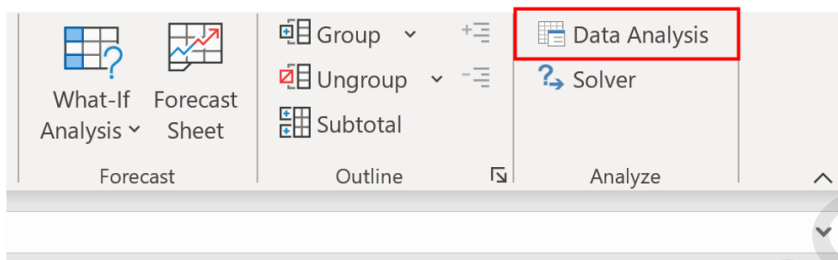 What-If
Analysis
Forecast
Sheet
Forecast
Group
Ungroup
Subtotal
Outline
Data Analysis
Solver
Analyze